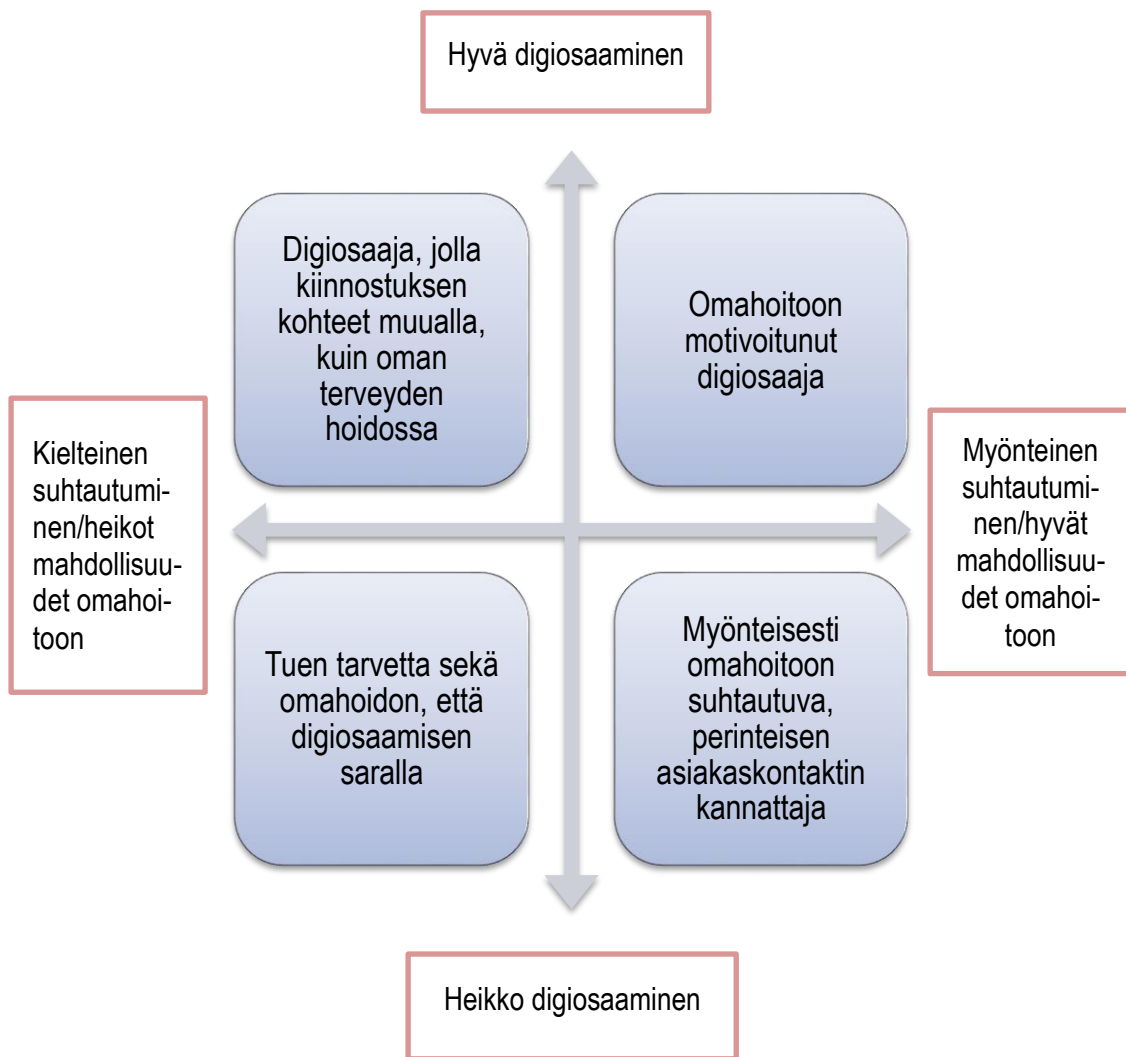 Hyvä digiosaaminen
Digiosaaja, jolla
kiinnostuksen
kohteet muualla,
kuin oman
terveyden
hoidossa
Omahoitoon
motivoitunut
digiosaaja
Kielteinen
suhtautumi-
nen/heikot
mahdollisuu-
det omahoi-
toon
Myönteinen
suhtautumi-
nen/hyvät
mahdollisuu-
det omahoi-
toon
Tuen tarvetta sekä
omahoidon, että
digiosaamisen
saralla
Myönteisesti
omahoitoon
suhtautuva,
perinteisen
asiakaskontaktin
kannattaja
Heikko digiosaaminen